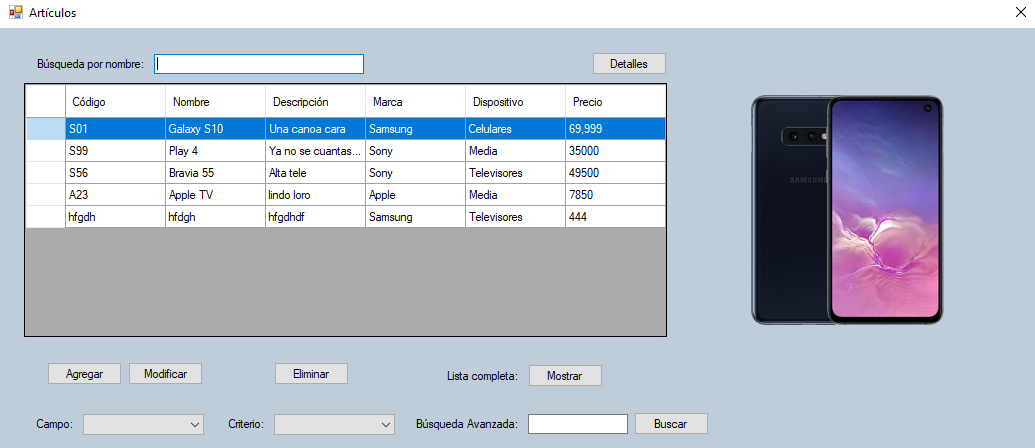 Artículos
Búsqueda por nombre:
Detalles
Código Nombre Descripción Marca Dispositivo Precio
S01 Galaxy S10 Una canoa cara Samsung Celulares 69,999
S99 Play 4 Ya no se cuantas... Sony Media 35000
S56 Bravia 55 Alta tele Sony Televisores 49500
A23 Apple TV lindo loro Apple Media 7850
hfgdh hfdgh hfgdhdf Samsung Televisores 444
SAMSUNG
Agregar Modificar Eliminar Lista completa: Mostrar
Campo: Criterio: Búsqueda Avanzada: Buscar